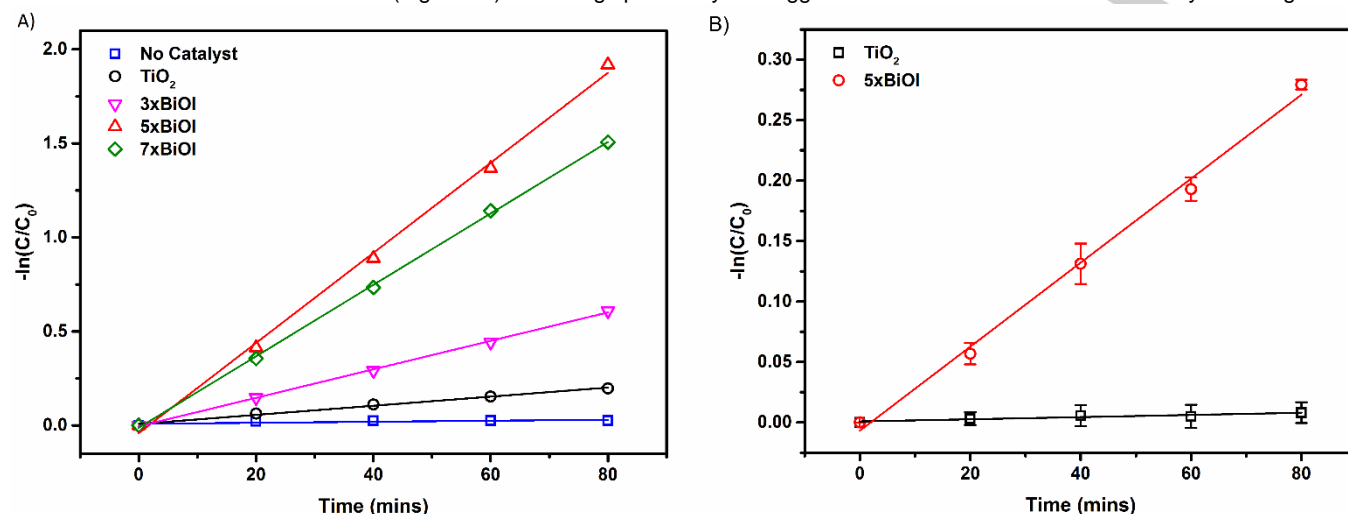 A)
2.0
1.5
1.0
0.5
0.0
-ln(C/C₀)
No Catalyst
TiO₂
3xBiOI
5xBiOI
7xBiOI
0 20 40 60 80
Time (mins)
B)
0.30
0.25
0.20
0.15
0.10
0.05
0.00
-ln(C/C₀)
TiO₂
5xBiOI
0 20 40 60 80
Time (mins)